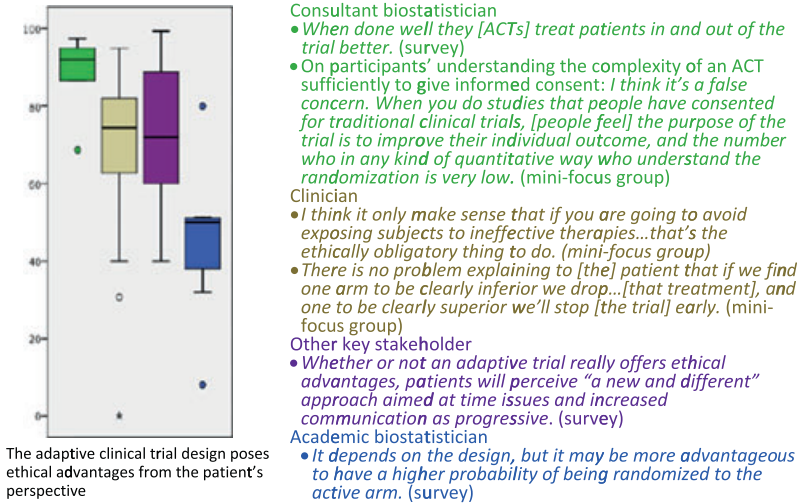 100
80
60
40
20
0
The adaptive clinical trial design poses
ethical advantages from the patient's
perspective
Consultant biostatistician
• When done well they [ACTs] treat patients in and out of the
trial better. (survey)
• On participants' understanding the complexity of an ACT
sufficiently to give informed consent: I think it's a false
concern. When you do studies that people have consented
for traditional clinical trials, [people feel] the purpose of the
trial is to improve their individual outcome, and the number
who in any kind of quantitative way who understand the
randomization is very low. (mini-focus group)
Clinician
• I think it only make sense that if you are going to avoid
exposing subjects to ineffective therapies...that's the
ethically obligatory thing to do. (mini-focus group)
• There is no problem explaining to [the] patient that if we find
one arm to be clearly inferior we drop...[that treatment], and
one to be clearly superior we'll stop [the trial] early. (mini-
focus group)
Other key stakeholder
• Whether or not an adaptive trial really offers ethical
advantages, patients will perceive "a new and different"
approach aimed at time issues and increased
communication as progressive. (survey)
Academic biostatistician
• It depends on the design, but it may be more advantageous
to have a higher probability of being randomized to the
active arm. (survey)